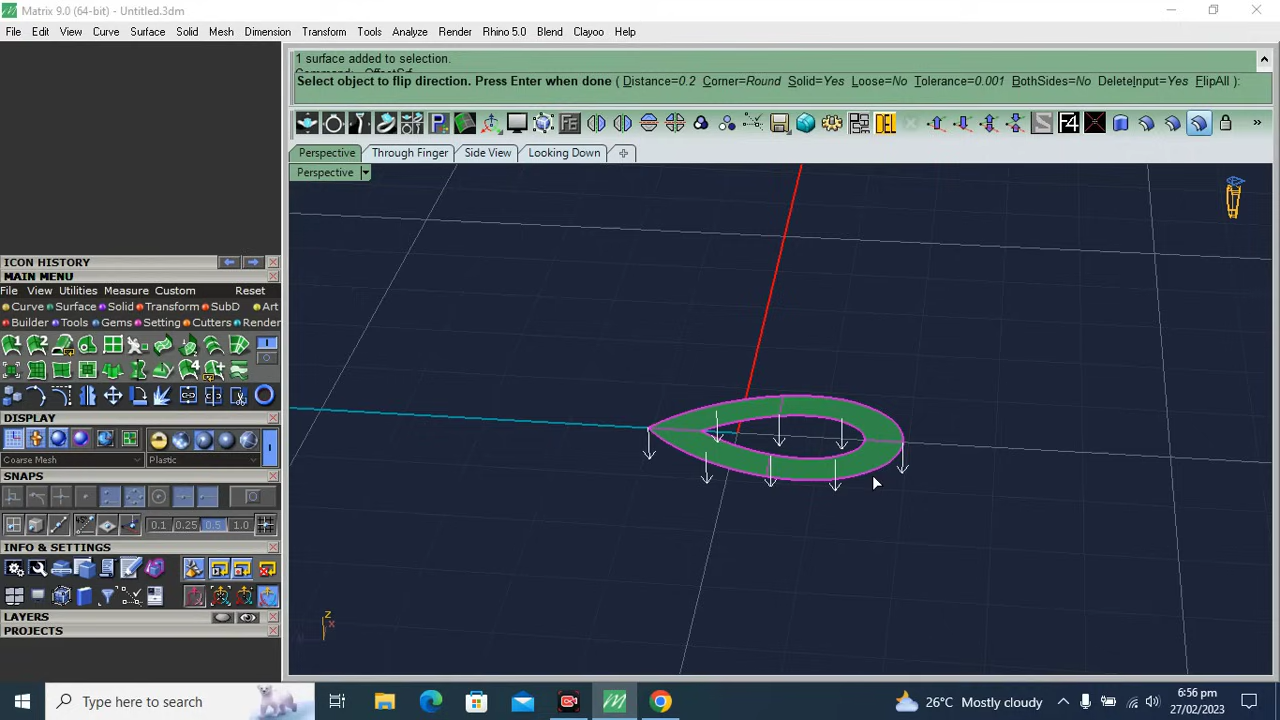 Matrix 9.0 (64-bit) - Untitled.3dm
File Edit View Curve Surface Solid Mesh Dimension Transform Tools Analyze Render Rhino 5.0 Blend Clayoo Help
1 surface added to selection.
Select object to flip direction. Press Enter when done ( Distance=0.2 Corner=Round Solid=Yes Loose=No Tolerance=0.001 BothSides=No DeleteInput=Yes FlipAll ):
F4
Perspective Through Finger Side View Looking Down
Perspective
ICON HISTORY
MAIN MENU
File View Utilities Measure Custom Reset
Curve Surface Solid Transform SubD Art
Builder Tools Gems Setting Cutters Render
DISPLAY
Coarse Mesh Plastic
SNAPS
0.1 0.25 0.5 1.0
INFO & SETTINGS
LAYERS
PROJECTS
z
x
Type here to search
26°C Mostly cloudy
6:56 pm
27/02/2023